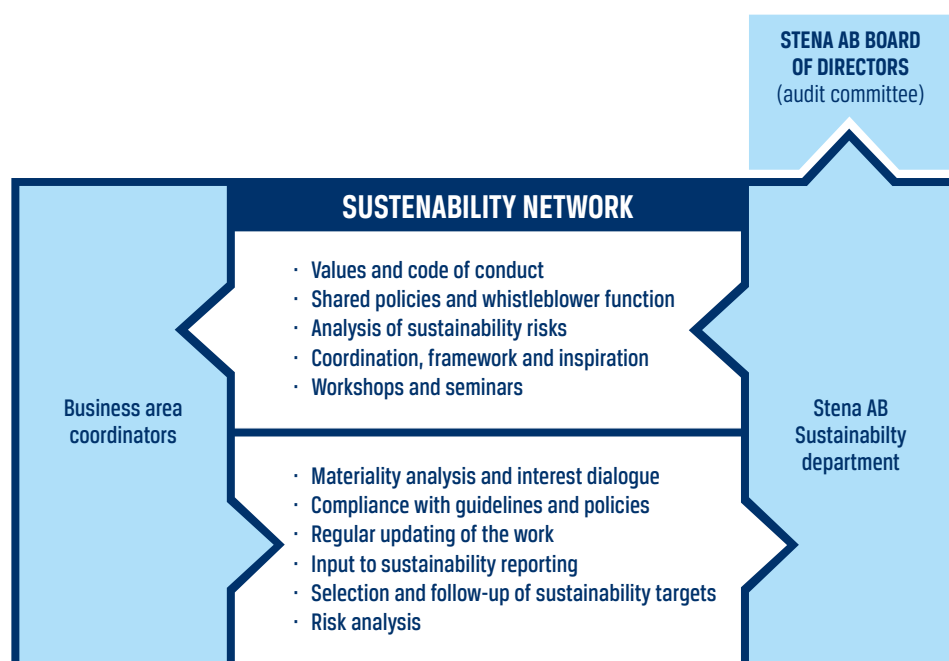 STENA AB BOARD
OF DIRECTORS
(audit committee)
SUSTENABILITY NETWORK
· Values and code of conduct
· Shared policies and whistleblower function
· Analysis of sustainability risks
· Coordination, framework and inspiration
· Workshops and seminars
Business area
coordinators
Stena AB
Sustainabilty
department
· Materiality analysis and interest dialogue
· Compliance with guidelines and policies
· Regular updating of the work
· Input to sustainability reporting
· Selection and follow-up of sustainability targets
· Risk analysis